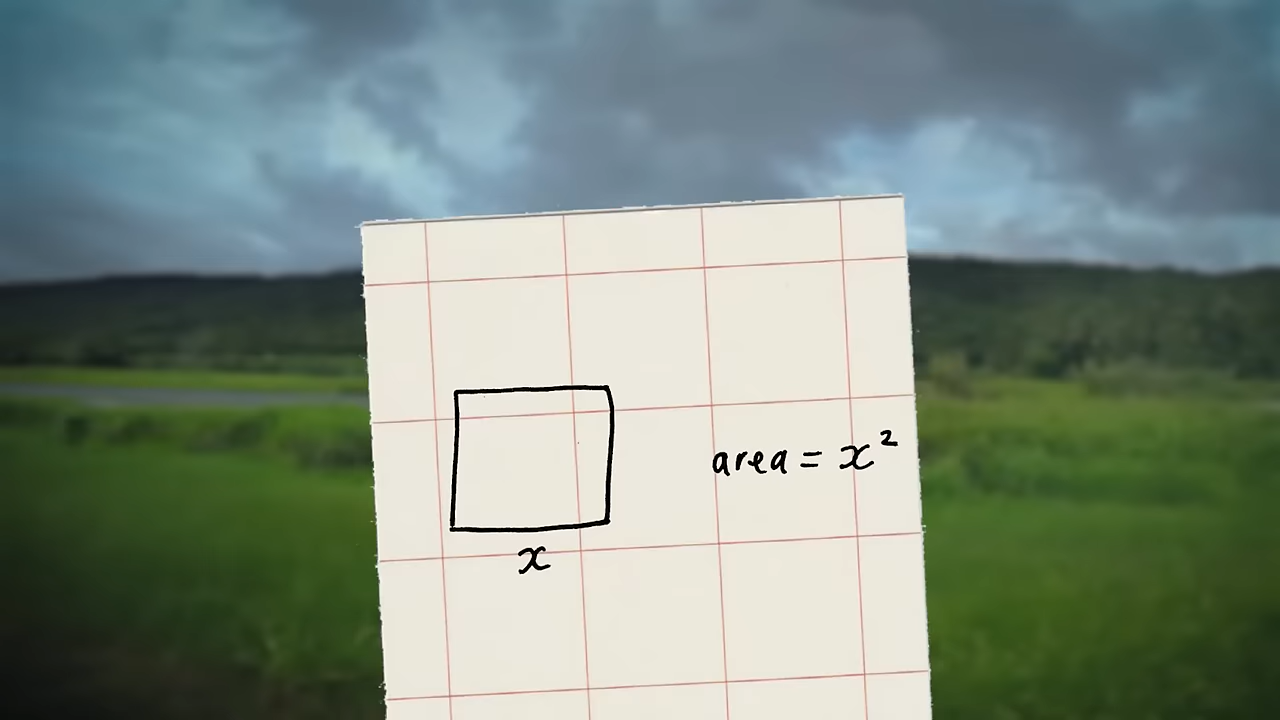 area = x²
x